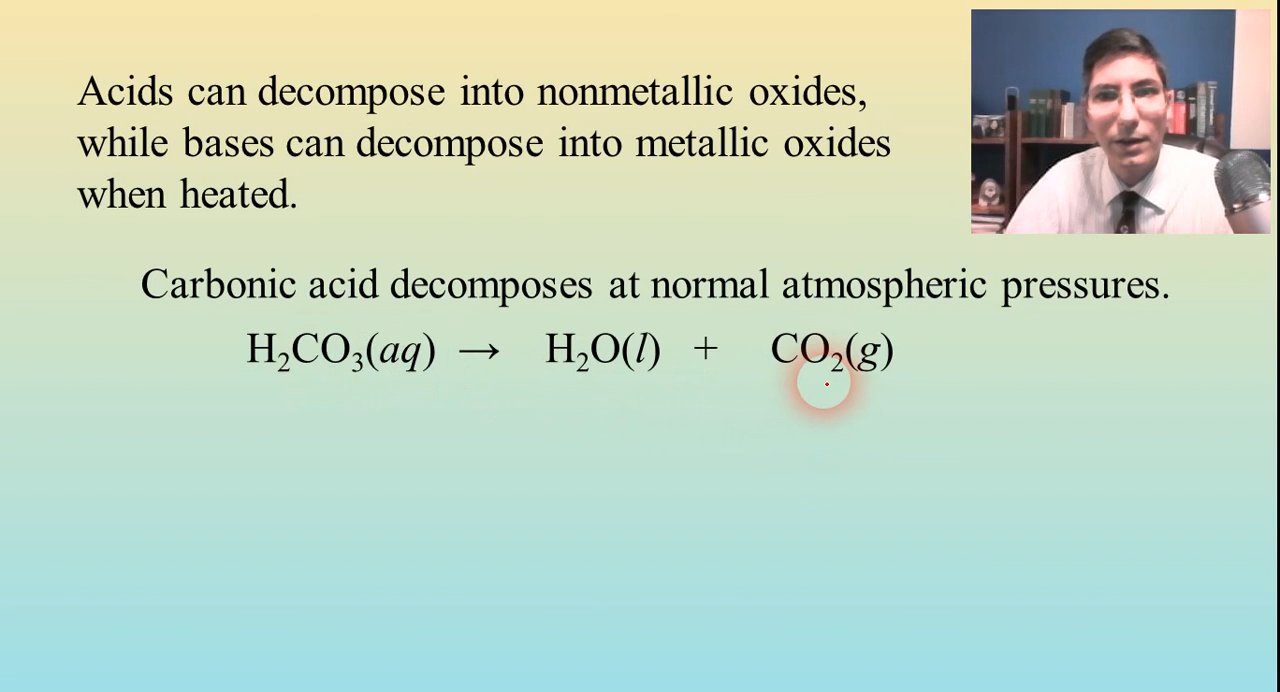 Acids can decompose into nonmetallic oxides,
while bases can decompose into metallic oxides
when heated.
Carbonic acid decomposes at normal atmospheric pressures.
H₂CO₃(aq) → H₂O(l) + CO₂(g)